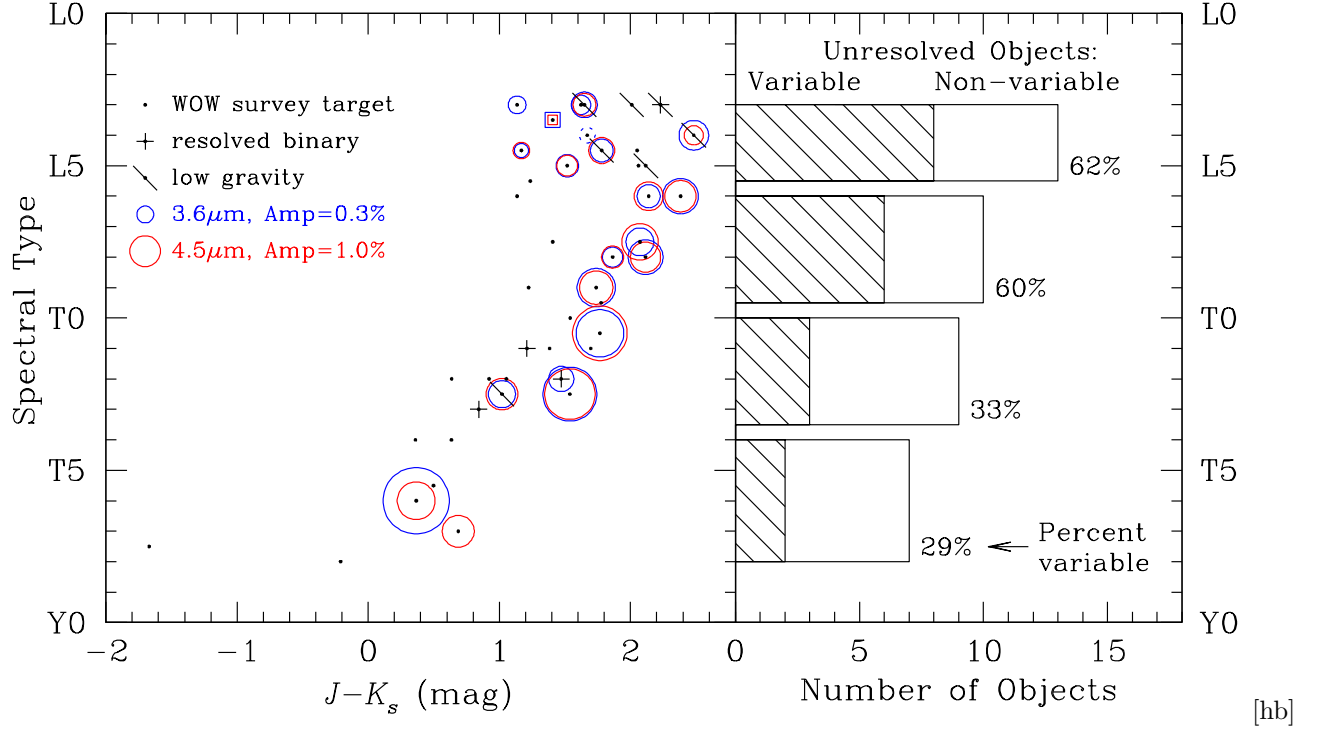 L0
L5
T0
T5
Y0
Spectral Type
WOW survey target
resolved binary
low gravity
3.6μm, Amp=0.3%
4.5μm, Amp=1.0%
−2 −1 0 1 2
J−Ks (mag)
Unresolved Objects:
Variable Non−variable
62%
60%
33%
29%
Percent
variable
0 5 10 15
Number of Objects
L0
L5
T0
T5
Y0
[hb]